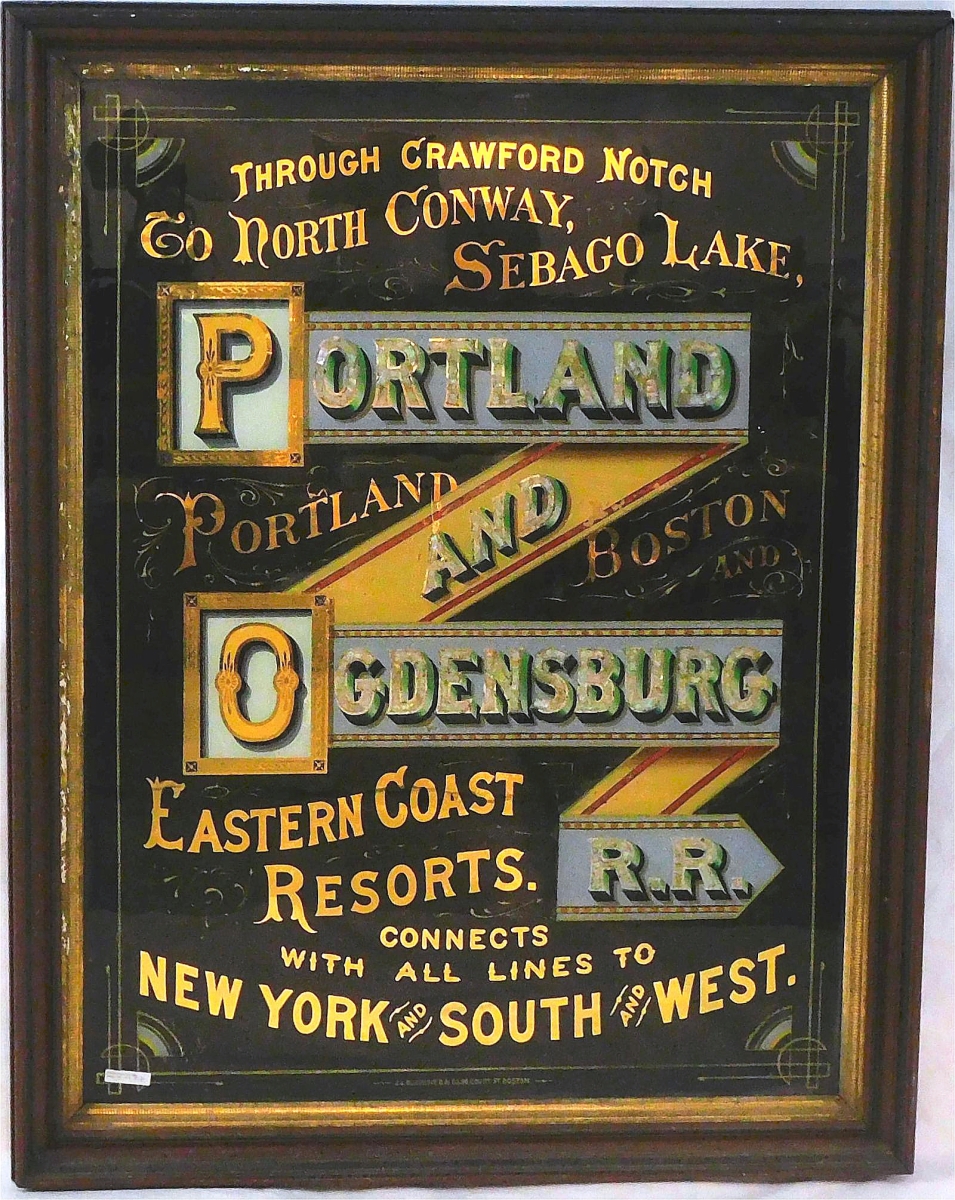 THROUGH CRAWFORD NOTCH
TO NORTH CONWAY,
SEBAGO LAKE,
PORTLAND
PORTLAND AND BOSTON
AND
OGDENSBURG
EASTERN COAST
R.R.
RESORTS.
CONNECTS
WITH ALL LINES TO
NEW YORK AND SOUTH AND WEST.